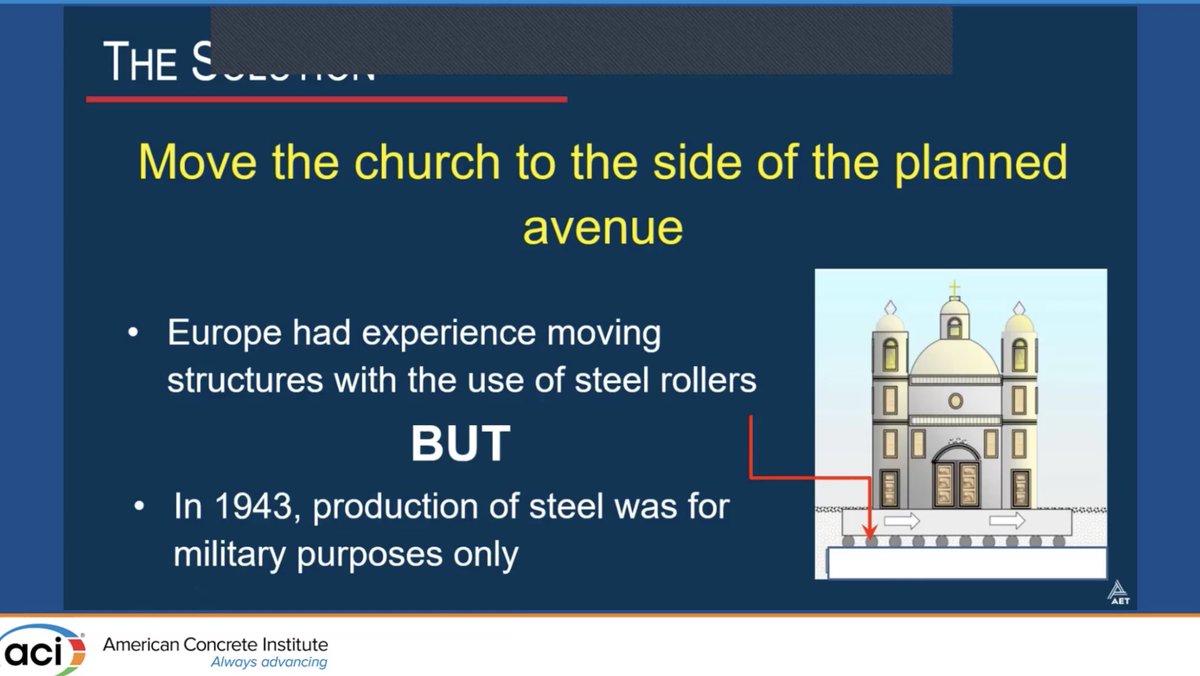 THE
Move the church to the side of the planned
avenue
• Europe had experience moving
structures with the use of steel rollers
BUT
• In 1943, production of steel was for
military purposes only
AET
aci®
American Concrete Institute
Always advancing